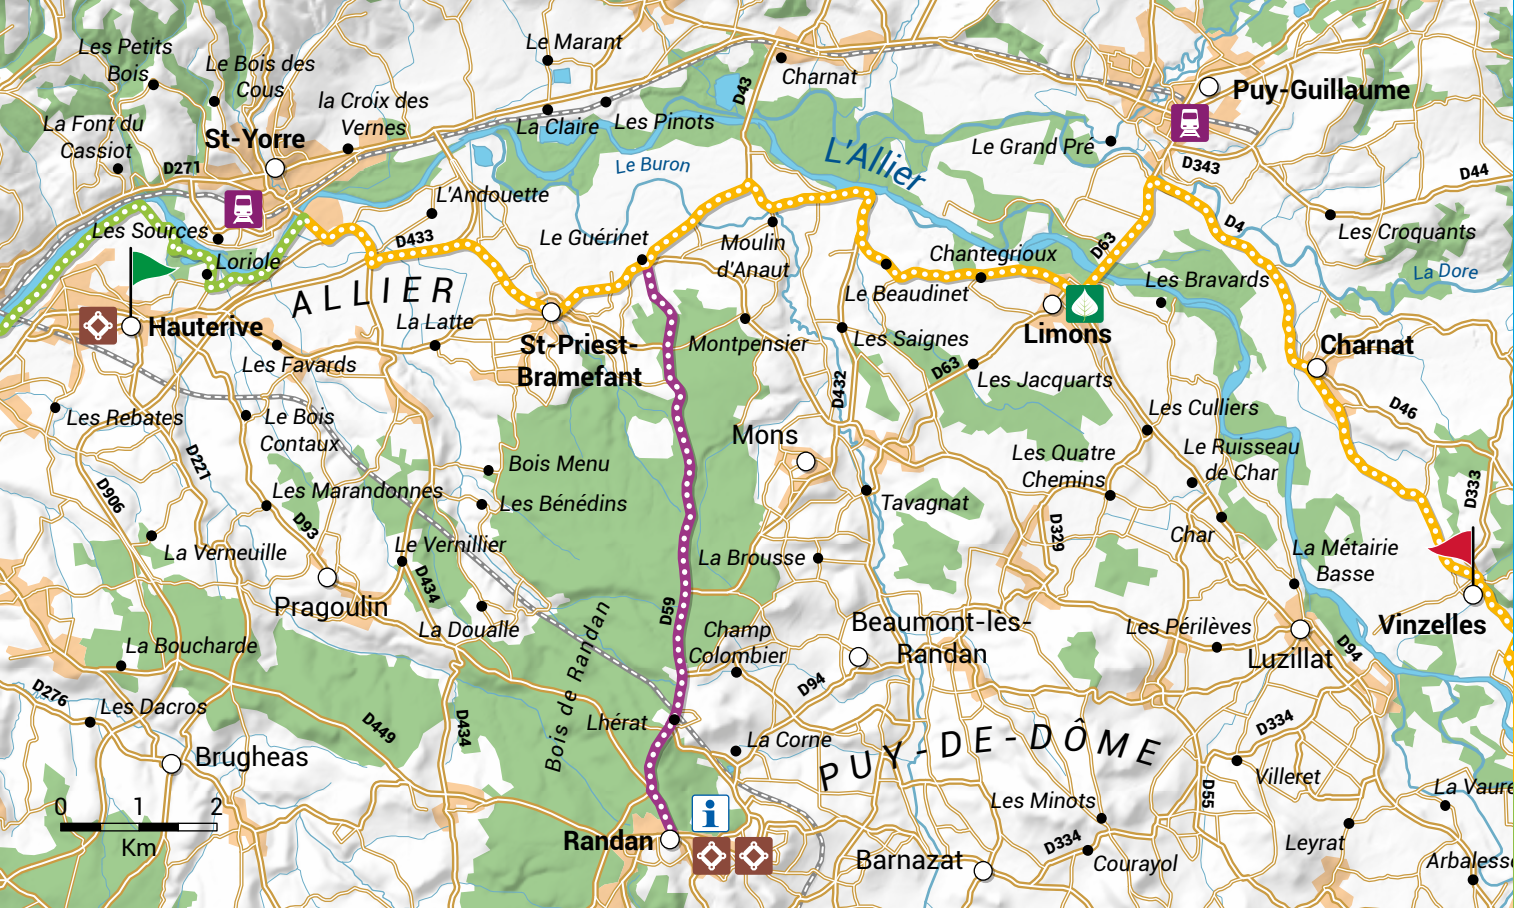 Les Petits
Bois
Le Bois des
Cous
la Croix des
Vernes
La Font du
Cassiot
St-Yorre
D271
Le Marant
La Claire
Les Pinots
D43
Charnat
Puy-Guillaume
Le Grand Pré
L'Allier
D343
D44
Le Buron
L'Andouette
Les Sources
Loriole
D433
Le Guérinet
Moulin
d'Anaut
Chantegrioux
D63
D4
Les Croquants
La Dore
Les Bravards
Le Beaudinet
Hauterive
ALLIER
La Latte
Les Favards
St-Priest-
Bramefant
Montpensier
Les Saignes
Limons
Charnat
D63
Les Jacquarts
D432
D46
Les Rebates
Le Bois
Contaux
Mons
Les Culliers
Le Ruisseau
de Char
Les Quatre
Chemins
D221
D906
Bois Menu
Les Bénédins
Les Marandonnes
D93
Tavagnat
D333
D329
Char
La Verneuille
Le Vernillier
D434
La Brousse
La Métairie
Basse
Pragoulin
La Doualle
D59
Bois de Randan
Champ
Colombier
Beaumont-lès-
Randan
Les Périlèves
Vinzelles
Luzillat
D94
La Boucharde
D94
D276
Les Dacros
D449
D434
Lhérat
La Corne
PUY-DE-DÔME
D334
Brugheas
Villeret
D55
La Vaure
Les Minots
0 1 2
Km
Randan
i
Barnazat
D334
Courayol
Leyrat
Arbaless